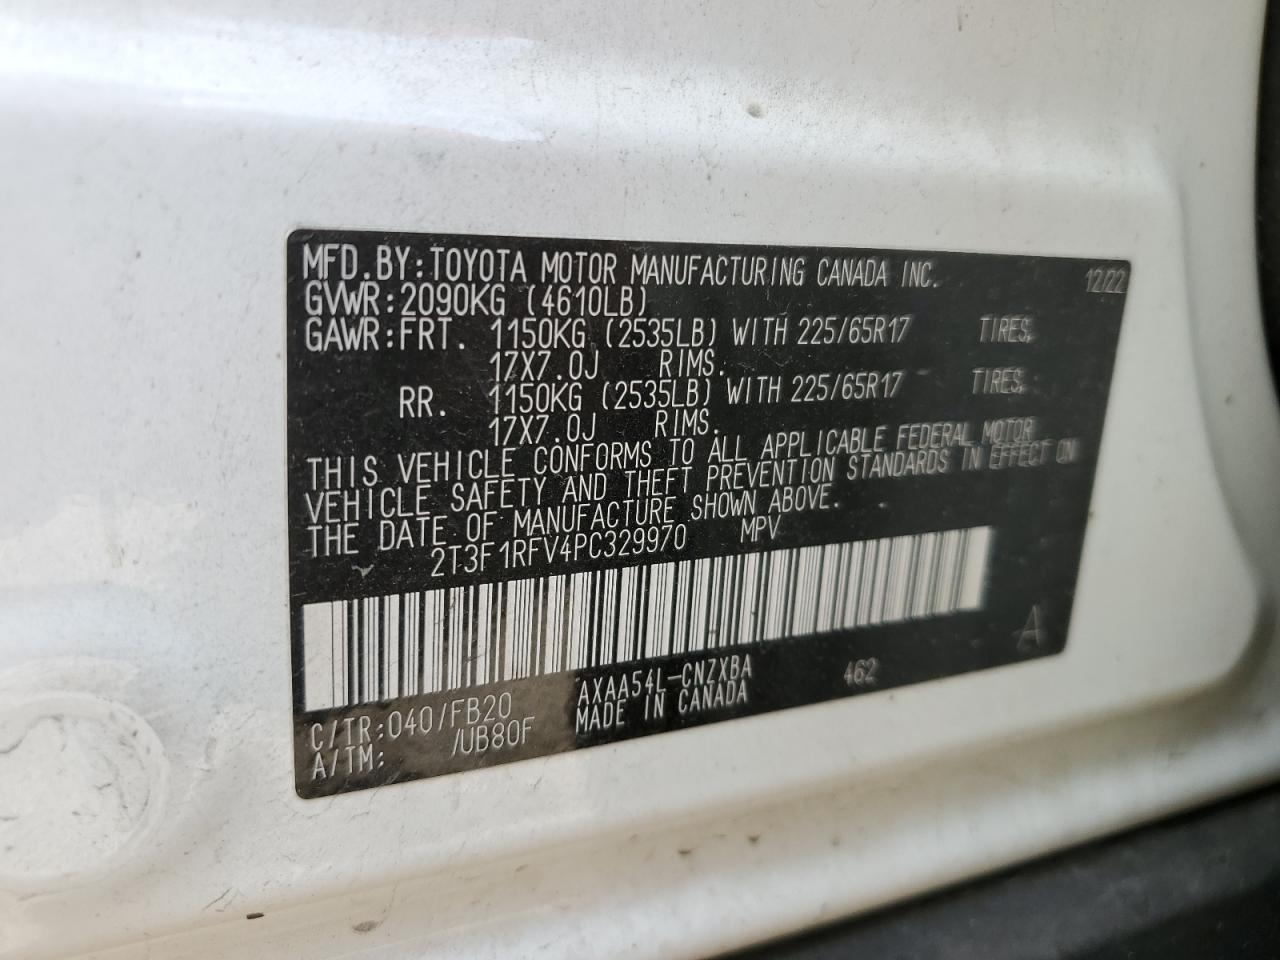 MFD.BY:TOYOTA MOTOR MANUFACTURING CANADA INC. 12/22
GVWR:2090KG (4610LB)
GAWR:FRT. 1150KG (2535LB) WITH 225/65R17 TIRES,
17X7.0J RIMS.
RR. 1150KG (2535LB) WITH 225/65R17 TIRES,
17X7.0J RIMS.
THIS VEHICLE CONFORMS TO ALL APPLICABLE FEDERAL MOTOR
VEHICLE SAFETY AND THEFT PREVENTION STANDARDS IN EFFECT ON
THE DATE OF MANUFACTURE SHOWN ABOVE.
2T3F1RFV4PC329970 MPV
A
C/TR:040/FB20 AXAA54L-CNZXBA 462
A/TM: /UB80F MADE IN CANADA